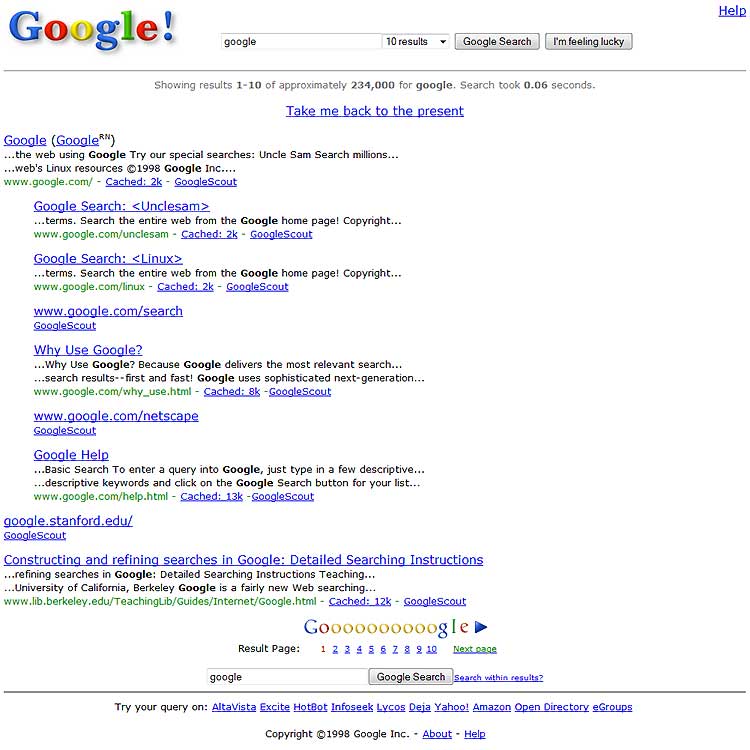 Help
Google!
google 10 results Google Search I'm feeling lucky
Showing results 1-10 of approximately 234,000 for google. Search took 0.06 seconds.
Take me back to the present
Google (GoogleRN)
...the web using Google Try our special searches: Uncle Sam Search millions...
...web's Linux resources ©1998 Google Inc....
www.google.com/ - Cached: 2k - GoogleScout
Google Search: <Unclesam>
...terms. Search the entire web from the Google home page! Copyright...
www.google.com/unclesam - Cached: 2k - GoogleScout
Google Search: <Linux>
...terms. Search the entire web from the Google home page! Copyright...
www.google.com/linux - Cached: 2k - GoogleScout
www.google.com/search
GoogleScout
Why Use Google?
...Why Use Google? Because Google delivers the most relevant search...
...search results--first and fast! Google uses sophisticated next-generation...
www.google.com/why_use.html - Cached: 8k -GoogleScout
www.google.com/netscape
GoogleScout
Google Help
...Basic Search To enter a query into Google, just type in a few descriptive...
...descriptive keywords and click on the Google Search button for your list...
www.google.com/help.html - Cached: 13k -GoogleScout
google.stanford.edu/
GoogleScout
Constructing and refining searches in Google: Detailed Searching Instructions
...refining searches in Google: Detailed Searching Instructions Teaching...
...University of California, Berkeley Google is a fairly new Web searching...
www.lib.berkeley.edu/TeachingLib/Guides/Internet/Google.html - Cached: 12k - GoogleScout
Goooooooooogle
Result Page: 1 2 3 4 5 6 7 8 9 10 Next page
google Google Search Search within results?
Try your query on: AltaVista Excite HotBot Infoseek Lycos Deja Yahoo! Amazon Open Directory eGroups
Copyright ©1998 Google Inc. - About - Help